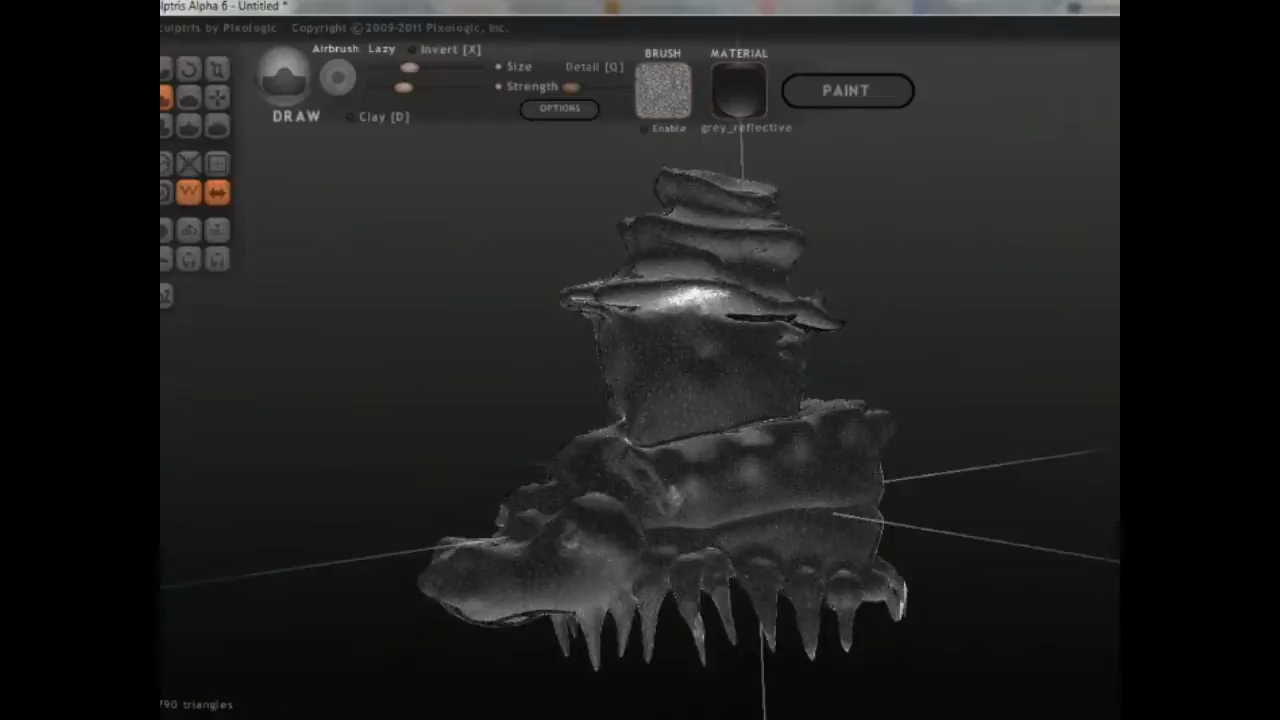 lptris Alpha 6 - Untitled *
culptris by Pixologic Copyright © 2009-2011 Pixologic, Inc.
Airbrush Lazy Invert [X]
BRUSH MATERIAL
Size Detail [Q]
Strength
PAINT
OPTIONS
DRAW Clay [D]
Enable grey_reflective
790 triangles